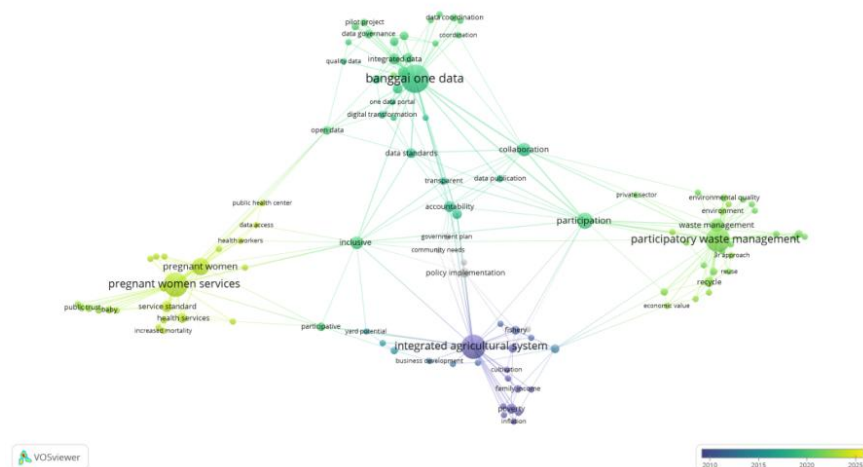 pilot project
data coordination
data governance
coordination
integrated data
quality data
banggai one data
one data portal
digital transformation
open data
collaboration
data standards
transparent
data publication
private sector
environmental quality
public health center
accountability
environment
participation
waste management
data access
government plan
participatory waste management
health workers
inclusive
community needs
pregnant women
policy implementation
reuse
recycle
pregnant women services
service standard
economic value
public trust
baby
health services
participative
yard potential
increased mortality
integrated agricultural system
business development
cultivation
family income
poverty
inflation
VOSviewer
2010
2015
2020
2025